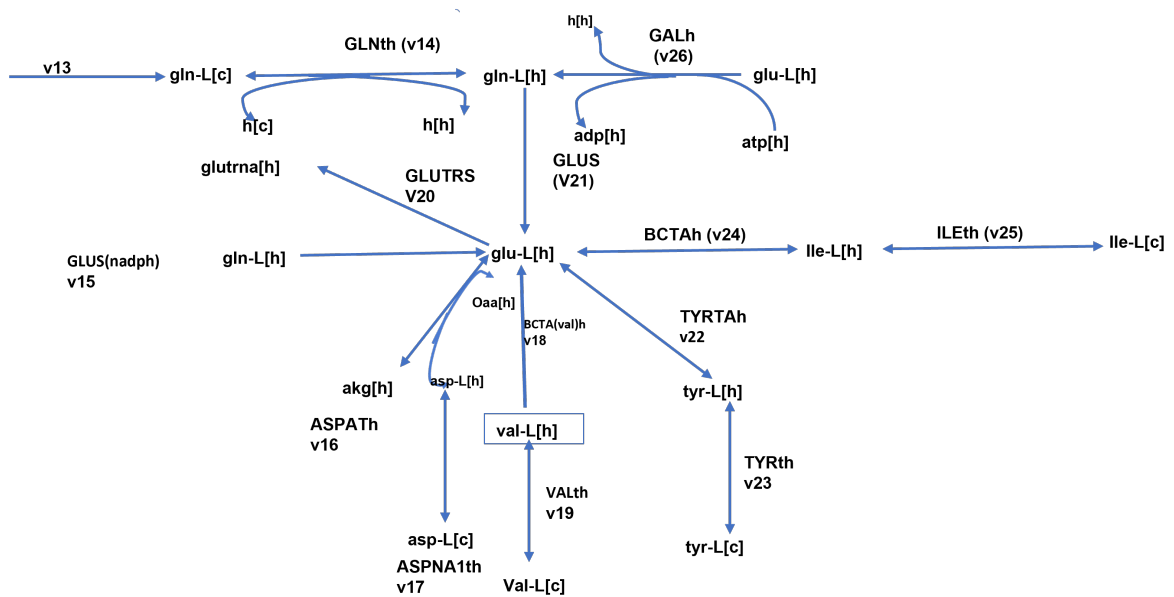 h[h]
GALh
(v26)
GLNth (v14)
v13
gln-L[c]
gln-L[h]
glu-L[h]
h[c]
h[h]
adp[h]
atp[h]
glutrna[h]
GLUTRS
V20
GLUS
(V21)
GLUS(nadph)
v15
gln-L[h]
glu-L[h]
BCTAh (v24)
Ile-L[h]
ILEth (v25)
Ile-L[c]
Oaa[h]
BCTA(val)h
v18
TYRTAh
v22
akg[h]
asp-L[h]
tyr-L[h]
ASPATh
v16
val-L[h]
VALth
v19
TYRth
v23
asp-L[c]
ASPNA1th
v17
Val-L[c]
tyr-L[c]